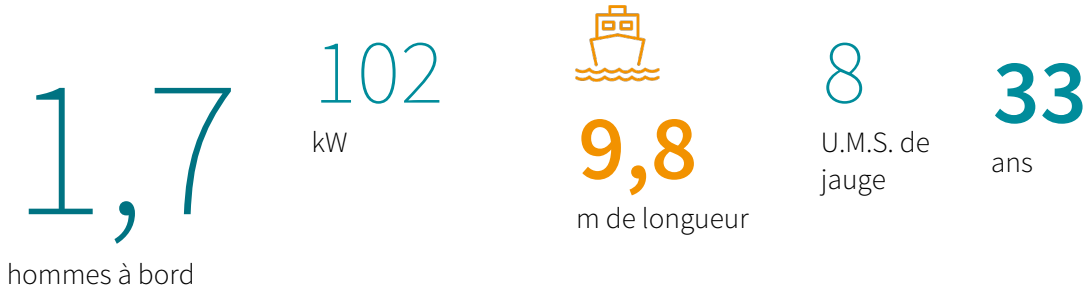 1,7
hommes à bord
102
kW
9,8
m de longueur
8
U.M.S. de
jauge
33
ans